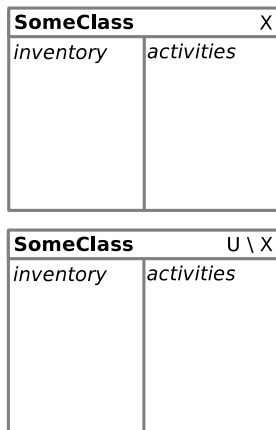 SomeClass X
inventory activities
SomeClass U \ X
inventory activities